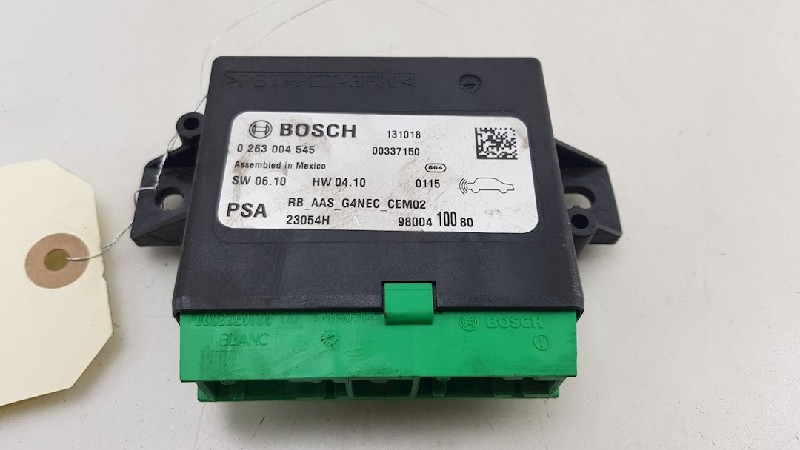 BOSCH 131018
0 263 004 545 00337150
Assembled in Mexico
SW 06.10 HW 04.10 0115
RB_AAS_G4NEC_CEM02
PSA 23054H 98004 100 80
BOSCH
BLANC